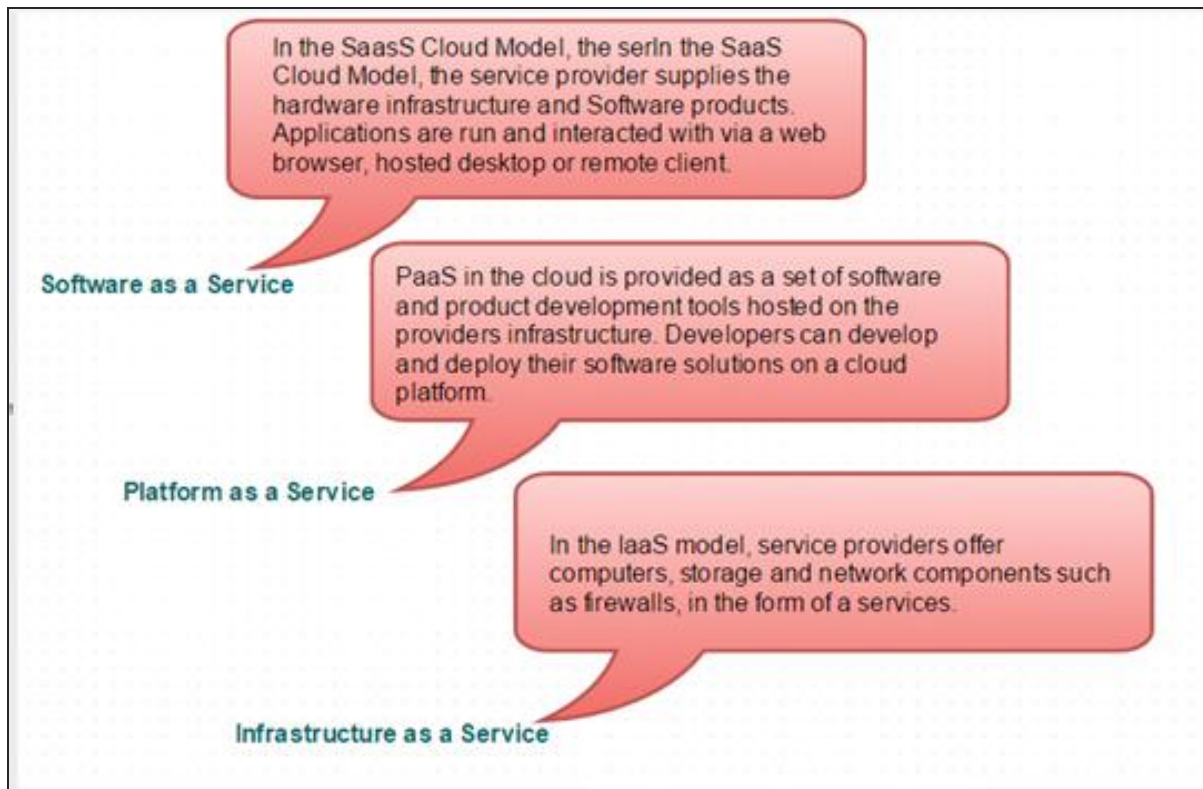 In the SaasS Cloud Model, the serIn the SaaS
Cloud Model, the service provider supplies the
hardware infrastructure and Software products.
Applications are run and interacted with via a web
browser, hosted desktop or remote client.
Software as a Service
PaaS in the cloud is provided as a set of software
and product development tools hosted on the
providers infrastructure. Developers can develop
and deploy their software solutions on a cloud
platform.
Platform as a Service
In the IaaS model, service providers offer
computers, storage and network components such
as firewalls, in the form of a services.
Infrastructure as a Service